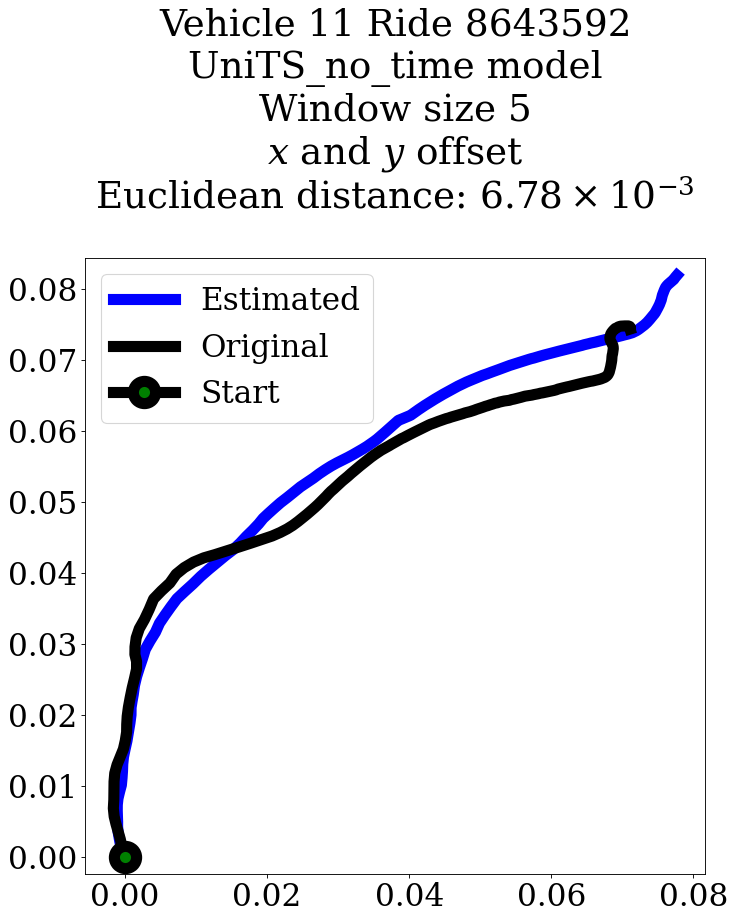 Vehicle 11 Ride 8643592
UniTS_no_time model
Window size 5
x and y offset
Euclidean distance: 6.78 × 10⁻³
Estimated
Original
Start
0.08
0.07
0.06
0.05
0.04
0.03
0.02
0.01
0.00
0.00 0.02 0.04 0.06 0.08